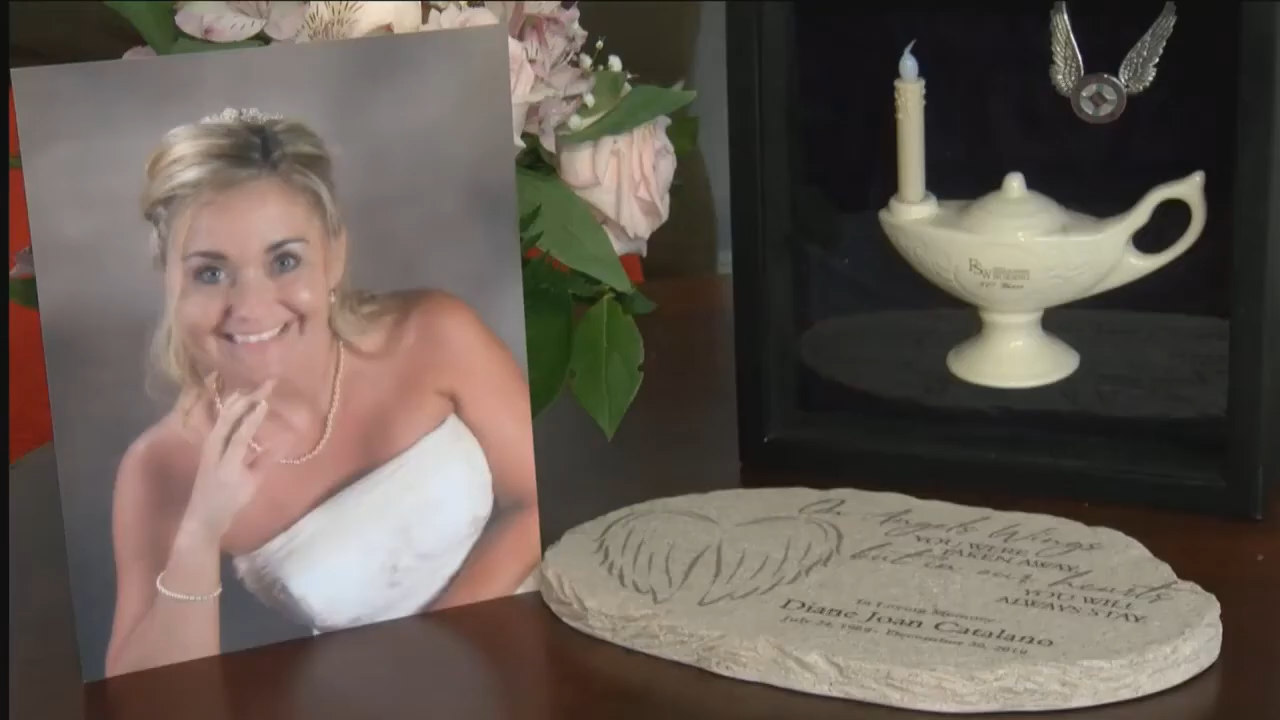 On Angels Wings
YOU WERE
TAKEN AWAY
but in our hearts
YOU WILL
ALWAYS STAY
In Loving Memory
Diane Joan Catalano